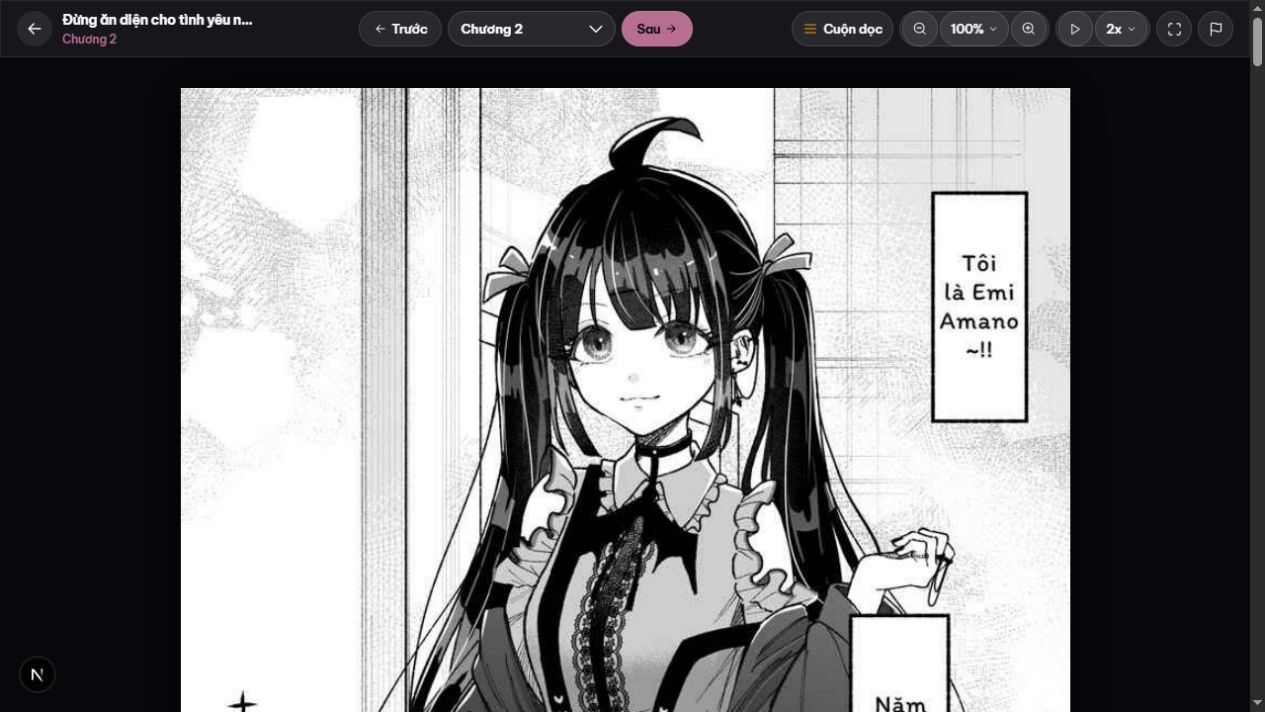 Đừng ăn diện cho tình yêu n...
Chương 2
Trước
Chương 2
Sau
Cuộn dọc
100%
2x
Tôi
là Emi
Amano
~!!
Năm
N